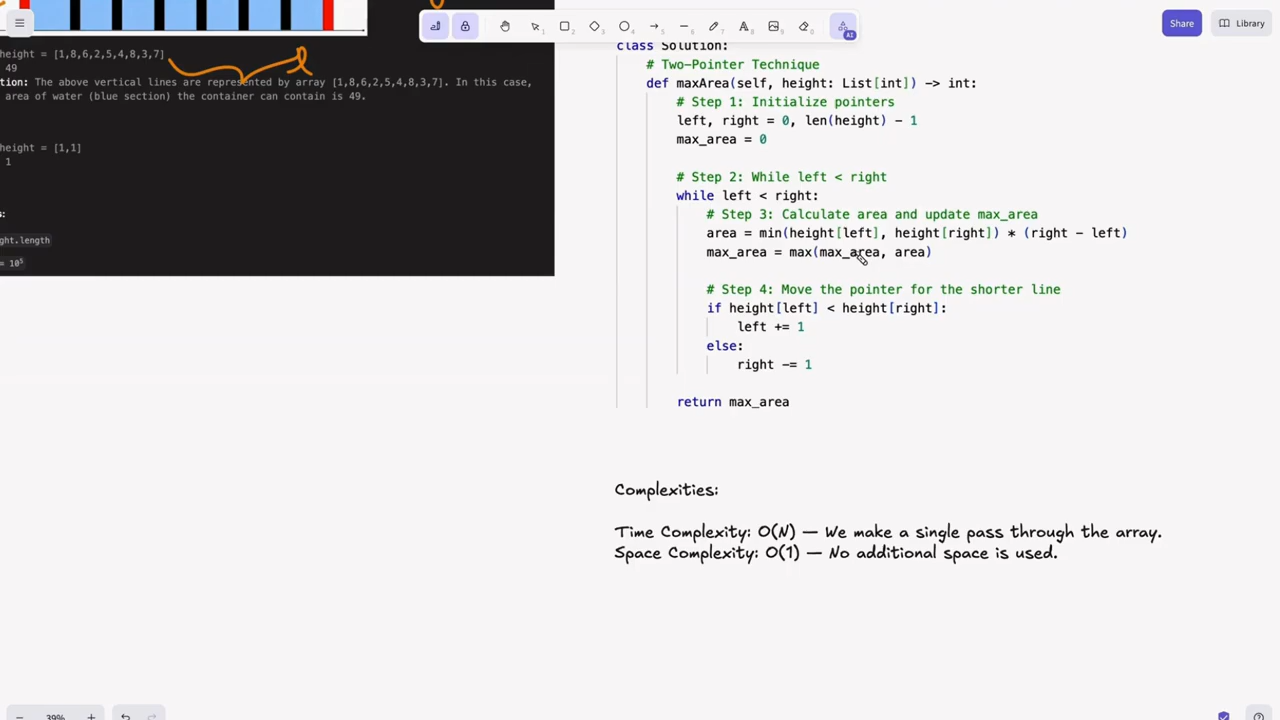 Share
Library
AI
height = [1,8,6,2,5,4,8,3,7]
49
tion: The above vertical lines are represented by array [1,8,6,2,5,4,8,3,7]. In this case,
area of water (blue section) the container can contain is 49.
height = [1,1]
1
s:
ght.length
= 10⁵
class Solution:
# Two-Pointer Technique
def maxArea(self, height: List[int]) -> int:
# Step 1: Initialize pointers
left, right = 0, len(height) - 1
max_area = 0
# Step 2: While left < right
while left < right:
# Step 3: Calculate area and update max_area
area = min(height[left], height[right]) * (right - left)
max_area = max(max_area, area)
# Step 4: Move the pointer for the shorter line
if height[left] < height[right]:
left += 1
else:
right -= 1
return max_area
Complexities:
Time Complexity: O(N) — We make a single pass through the array.
Space Complexity: O(1) — No additional space is used.
39%